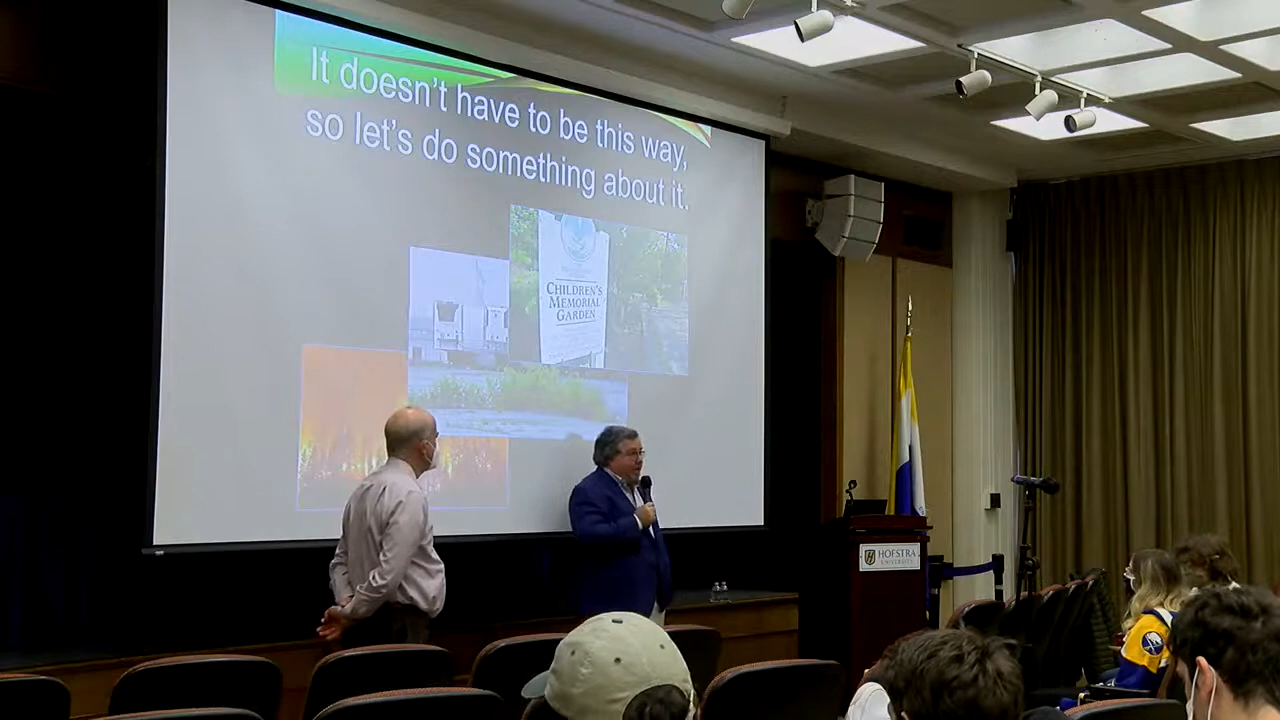 It doesn't have to be this way,
so let's do something about it.
CHILDREN'S
MEMORIAL
GARDEN
HOFSTRA
UNIVERSITY